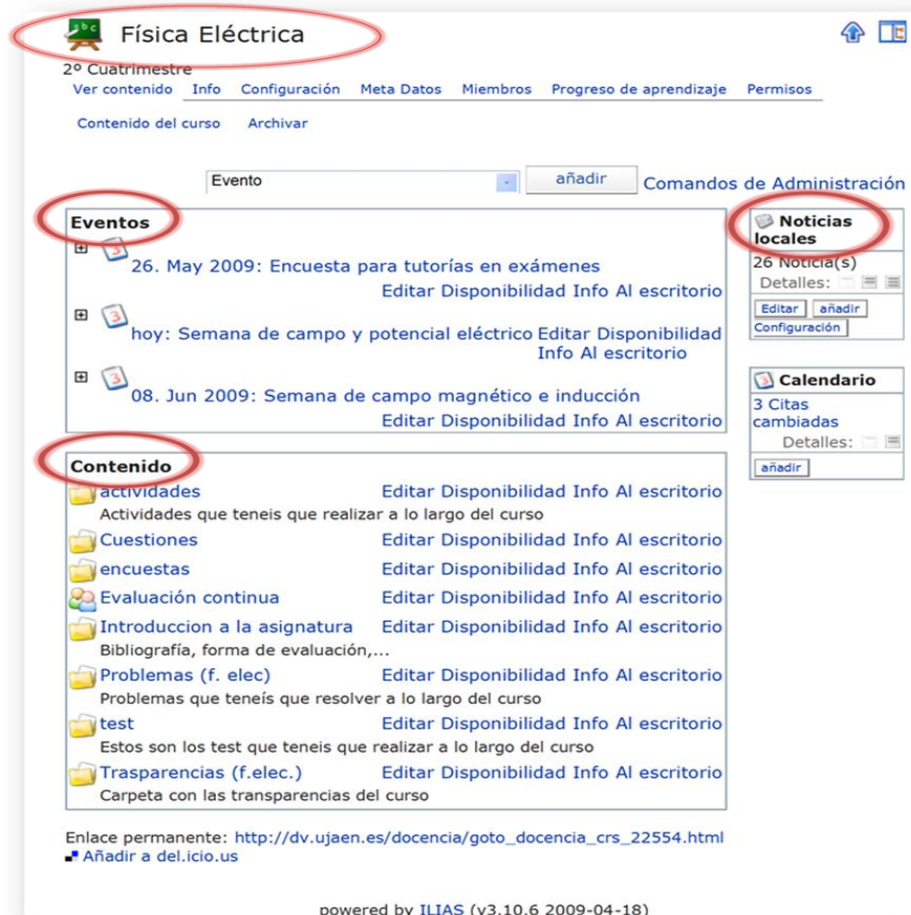 Física Eléctrica
2º Cuatrimestre
Ver contenido Info Configuración Meta Datos Miembros Progreso de aprendizaje Permisos
Contenido del curso Archivar
Evento añadir Comandos de Administración
Eventos
26. May 2009: Encuesta para tutorías en exámenes
Editar Disponibilidad Info Al escritorio
hoy: Semana de campo y potencial eléctrico Editar Disponibilidad
Info Al escritorio
08. Jun 2009: Semana de campo magnético e inducción
Editar Disponibilidad Info Al escritorio
Noticias
locales
26 Noticia(s)
Detalles:
Editar añadir
Configuración
Calendario
3 Citas
cambiadas
Detalles:
añadir
Contenido
actividades Editar Disponibilidad Info Al escritorio
Actividades que teneis que realizar a lo largo del curso
Cuestiones Editar Disponibilidad Info Al escritorio
encuestas Editar Disponibilidad Info Al escritorio
Evaluación continua Editar Disponibilidad Info Al escritorio
Introduccion a la asignatura Editar Disponibilidad Info Al escritorio
Bibliografía, forma de evaluación,...
Problemas (f. elec) Editar Disponibilidad Info Al escritorio
Problemas que teneís que resolver a lo largo del curso
test Editar Disponibilidad Info Al escritorio
Estos son los test que teneis que realizar a lo largo del curso
Trasparencias (f.elec.) Editar Disponibilidad Info Al escritorio
Carpeta con las transparencias del curso
Enlace permanente: http://dv.ujaen.es/docencia/goto_docencia_crs_22554.html
Añadir a del.icio.us
powered by ILIAS (v3.10.6 2009-04-18)